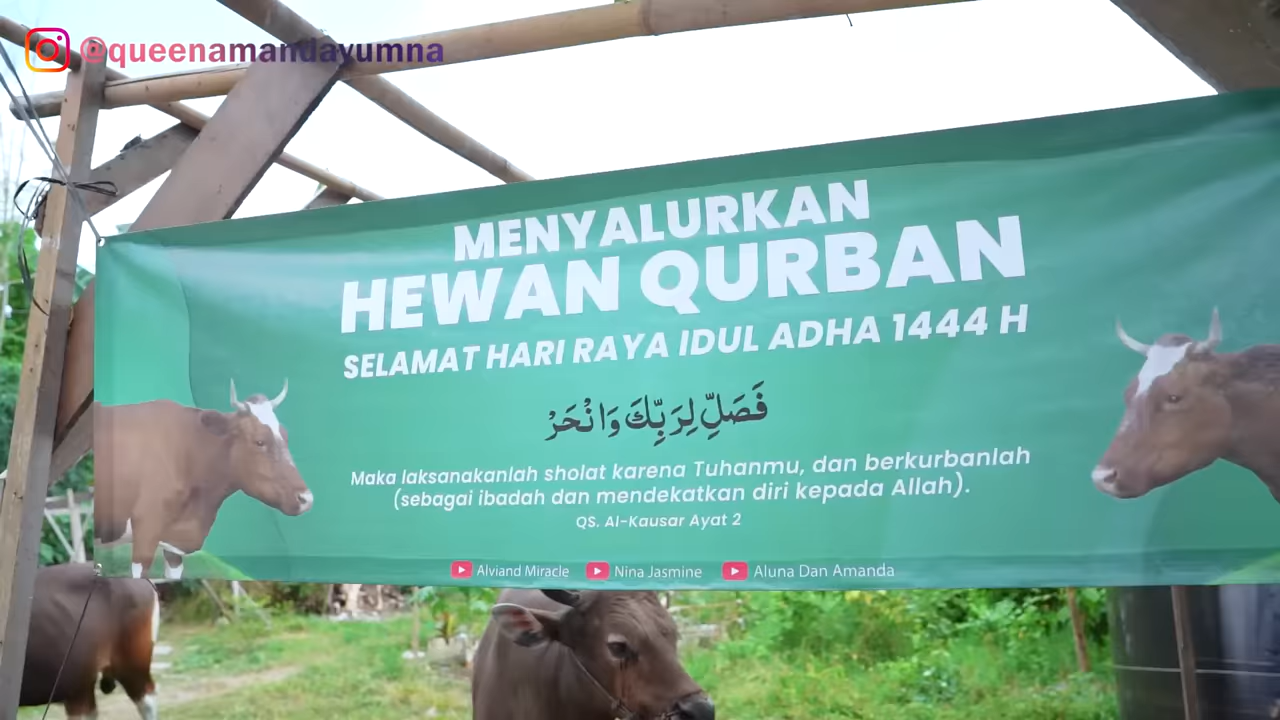 @queenamandayumna
MENYALURKAN
HEWAN QURBAN
SELAMAT HARI RAYA IDUL ADHA 1444 H
فَصَلِّ لِرَبِّكَ وَانْحَرْ
Maka laksanakanlah sholat karena Tuhanmu, dan berkurbanlah
(sebagai ibadah dan mendekatkan diri kepada Allah).
QS. Al-Kausar Ayat 2
Alviand Miracle Nina Jasmine Aluna Dan Amanda